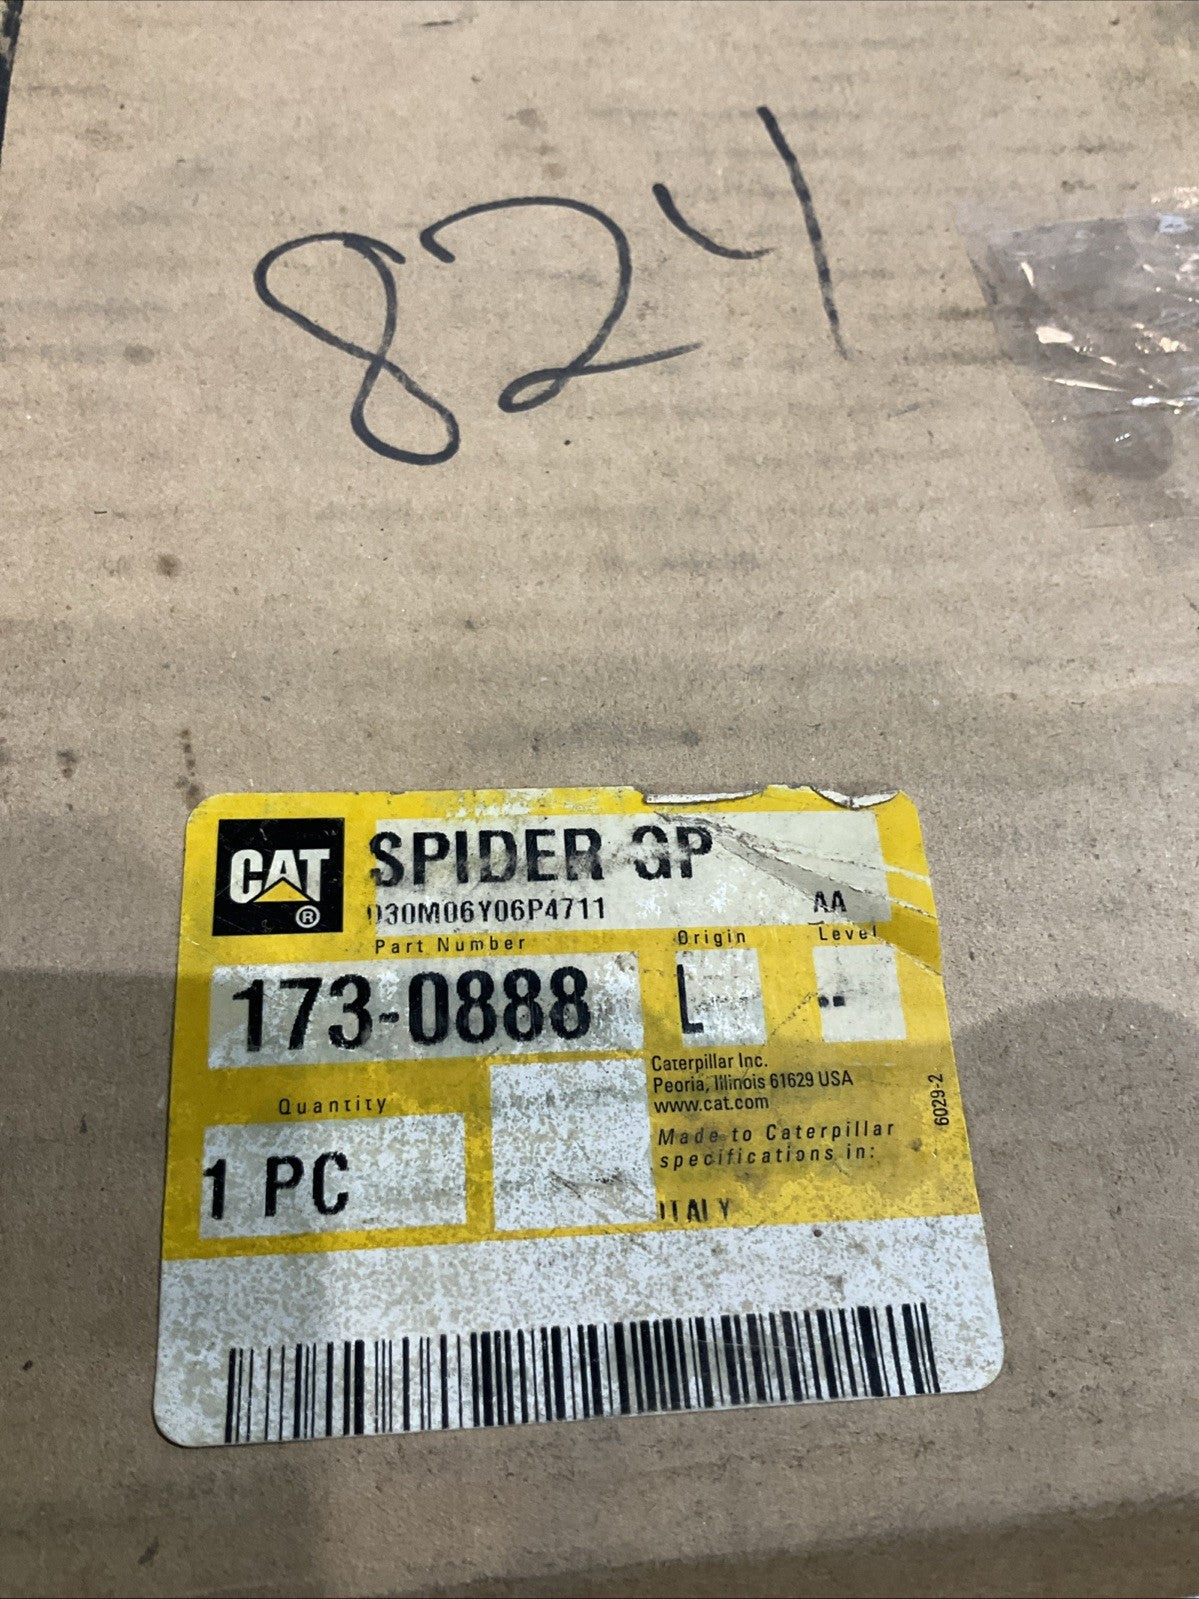 824
CAT
®
SPIDER GP
030M06Y06P4711
AA
Part Number
Origin
Level
173-0888
L
--
Caterpillar Inc.
Peoria, Illinois 61629 USA
www.cat.com
6029-2
Quantity
Made to Caterpillar
specifications in:
1 PC
ITALY